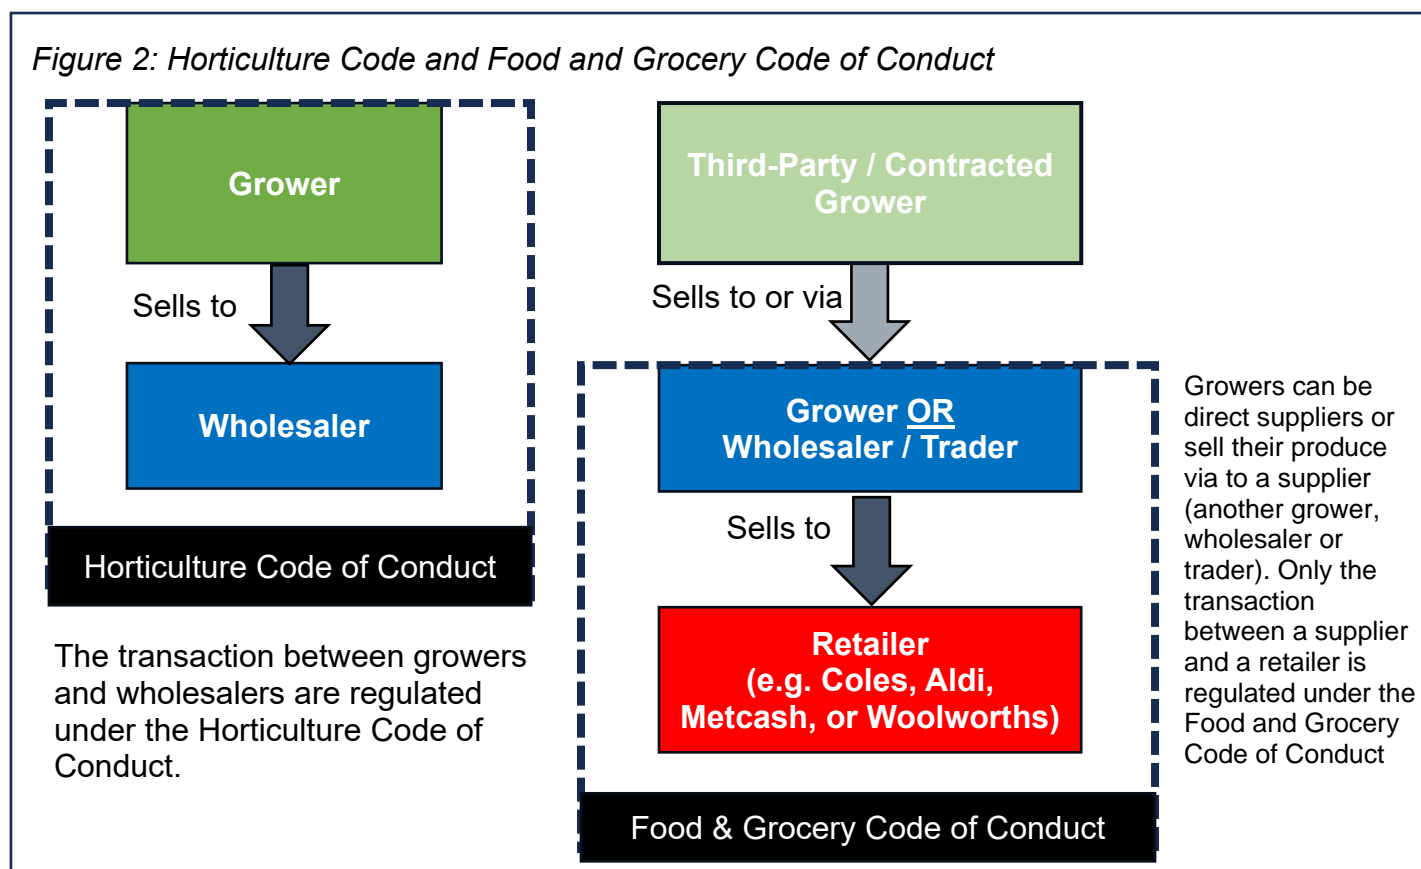 Figure 2: Horticulture Code and Food and Grocery Code of Conduct
Grower
Sells to
Wholesaler
Horticulture Code of Conduct
The transaction between growers
and wholesalers are regulated
under the Horticulture Code of
Conduct.
Third-Party / Contracted
Grower
Sells to or via
Grower OR
Wholesaler / Trader
Sells to
Retailer
(e.g. Coles, Aldi,
Metcash, or Woolworths)
Food & Grocery Code of Conduct
Growers can be
direct suppliers or
sell their produce
via to a supplier
(another grower,
wholesaler or
trader). Only the
transaction
between a supplier
and a retailer is
regulated under the
Food and Grocery
Code of Conduct